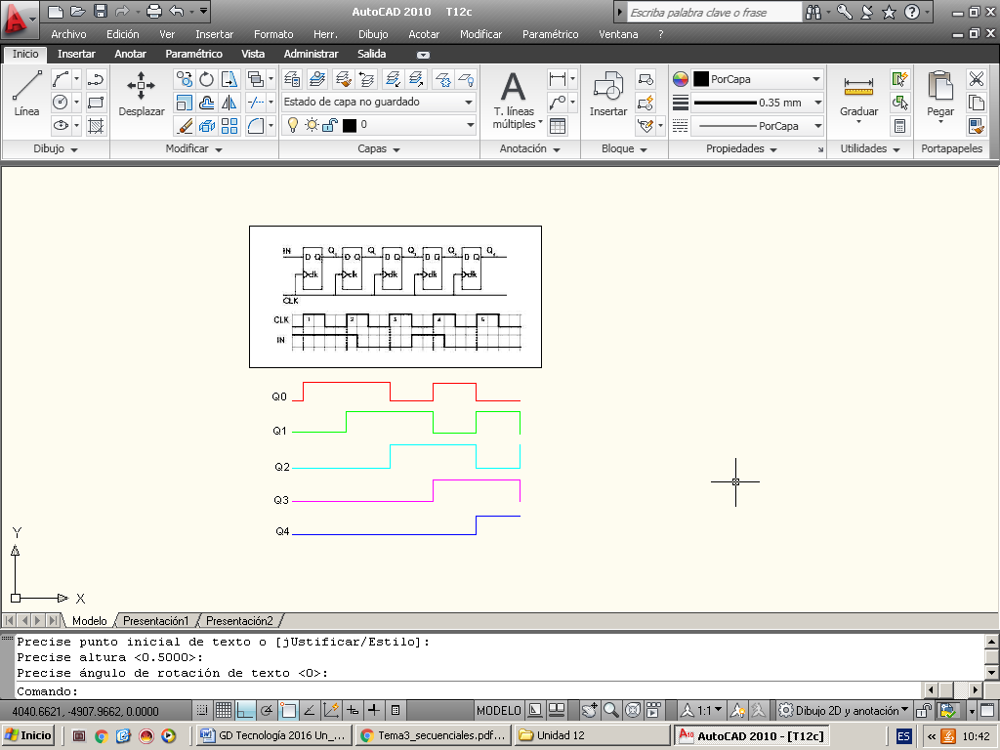 AutoCAD 2010 T12c
Escriba palabra clave o frase
Archivo Edición Ver Insertar Formato Herr. Dibujo Acotar Modificar Paramétrico Ventana ?
Inicio Insertar Anotar Paramétrico Vista Administrar Salida
Línea
Desplazar
Estado de capa no guardado
0
A
T. líneas
múltiples
Insertar
PorCapa
0.35 mm
PorCapa
Graduar
Pegar
Dibujo Modificar Capas Anotación Bloque Propiedades Utilidades Portapapeles
IN D Q D Q D Q D Q D Q
clk clk clk clk clk
CLK
CLK 1 2 3 4 5
IN
Q0
Q1
Q2
Q3
Q4
Y
X
Modelo Presentación1 Presentación2
Precise punto inicial de texto o [jUstificar/Estilo]:
Precise altura <0.5000>:
Precise ángulo de rotación de texto <0>:
Comando:
4040.6621, -4907.9662, 0.0000 MODELO 1:1 Dibujo 2D y anotación
Inicio GD Tecnología 2016 Un_... Tema3_secuenciales.pdf... Unidad 12 AutoCAD 2010 - [T12c] ES « 10:42